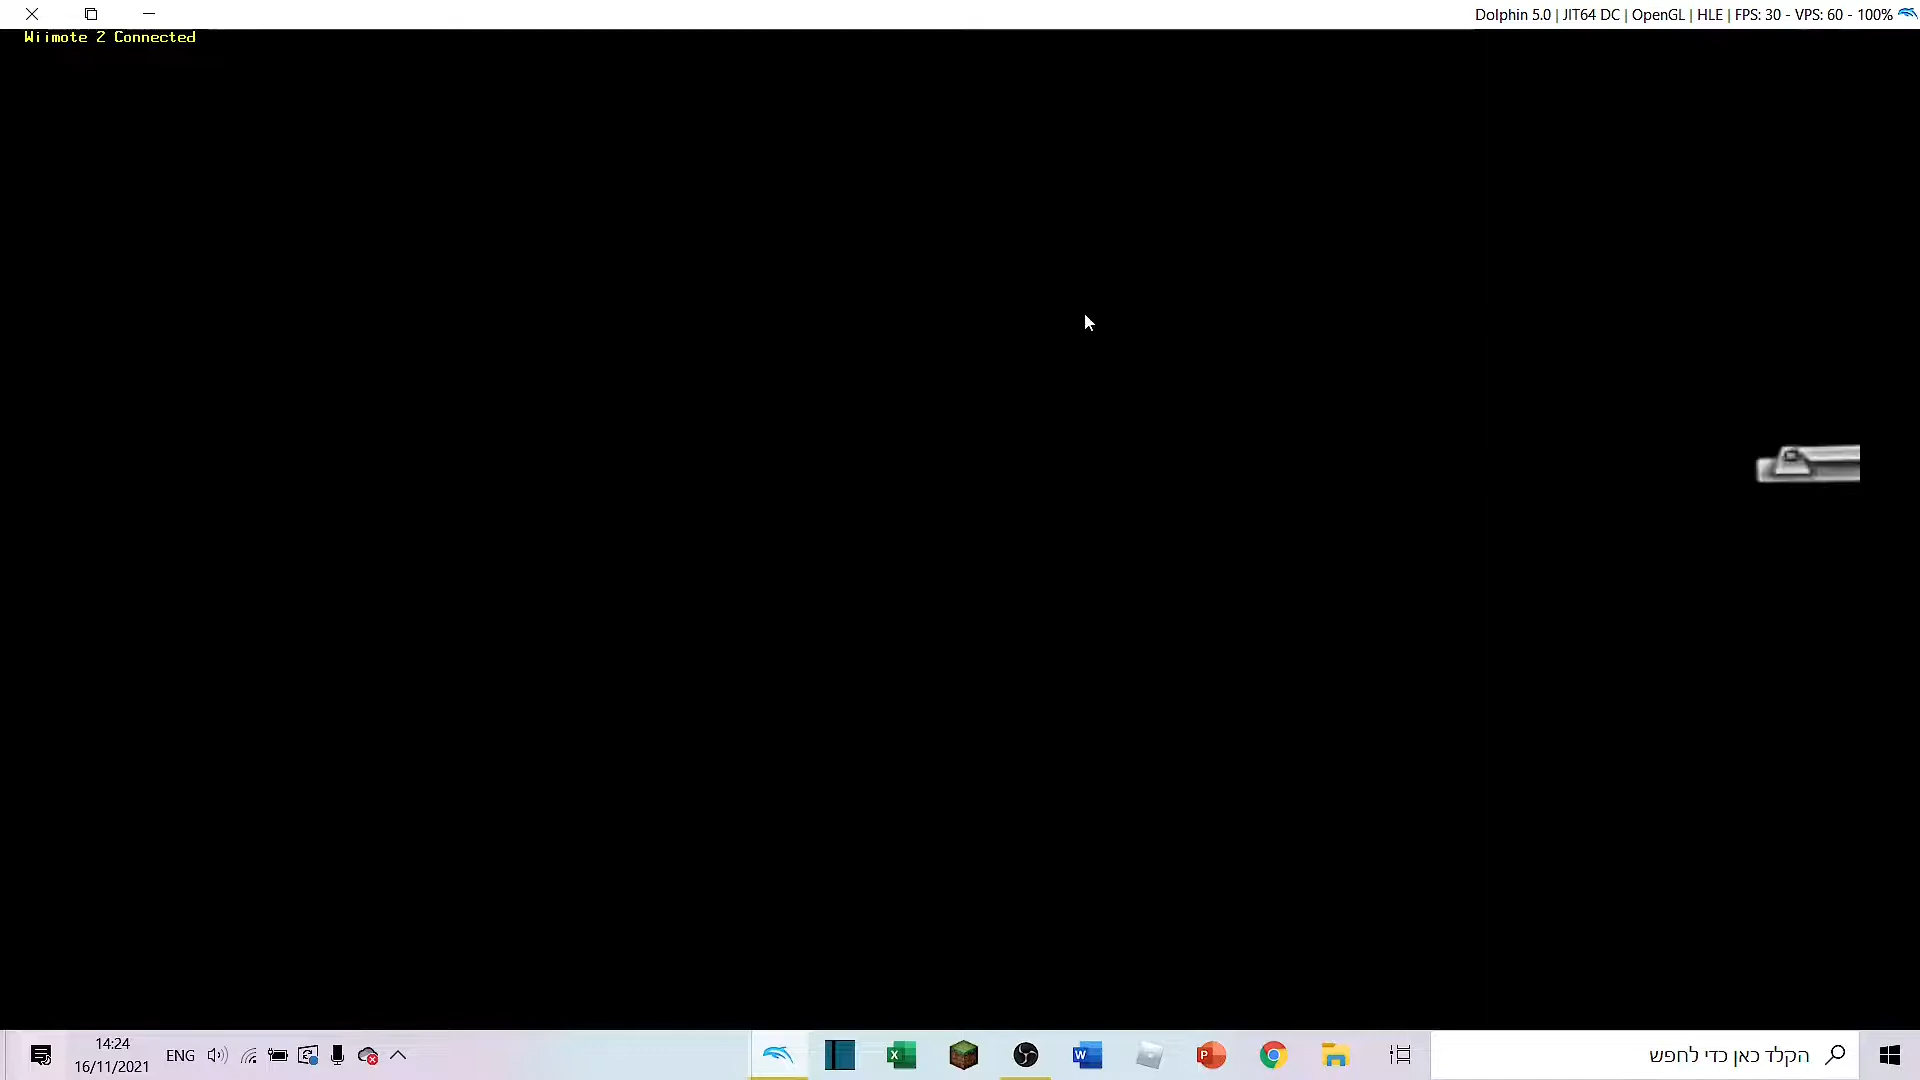 Dolphin 5.0 | JIT64 DC | OpenGL | HLE | FPS: 30 - VPS: 60 - 100%
Wiimote 2 Connected
14:24
16/11/2021
ENG
הקלד כאן כדי לחפש